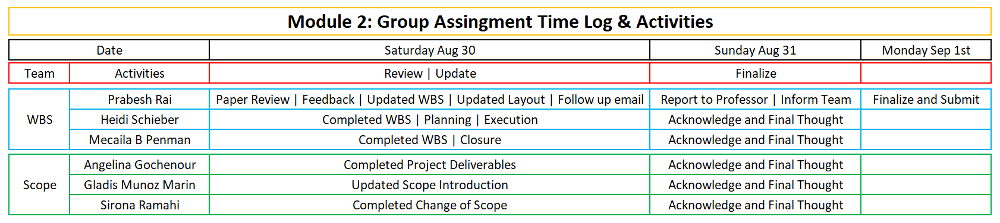 Module 2: Group Assingment Time Log & Activities
Date Saturday Aug 30 Sunday Aug 31 Monday Sep 1st
Team Activities Review | Update Finalize
WBS
Prabesh Rai Paper Review | Feedback | Updated WBS | Updated Layout | Follow up email Report to Professor | Inform Team Finalize and Submit
Heidi Schieber Completed WBS | Planning | Execution Acknowledge and Final Thought
Mecaila B Penman Completed WBS | Closure Acknowledge and Final Thought
Scope
Angelina Gochenour Completed Project Deliverables Acknowledge and Final Thought
Gladis Munoz Marin Updated Scope Introduction Acknowledge and Final Thought
Sirona Ramahi Completed Change of Scope Acknowledge and Final Thought